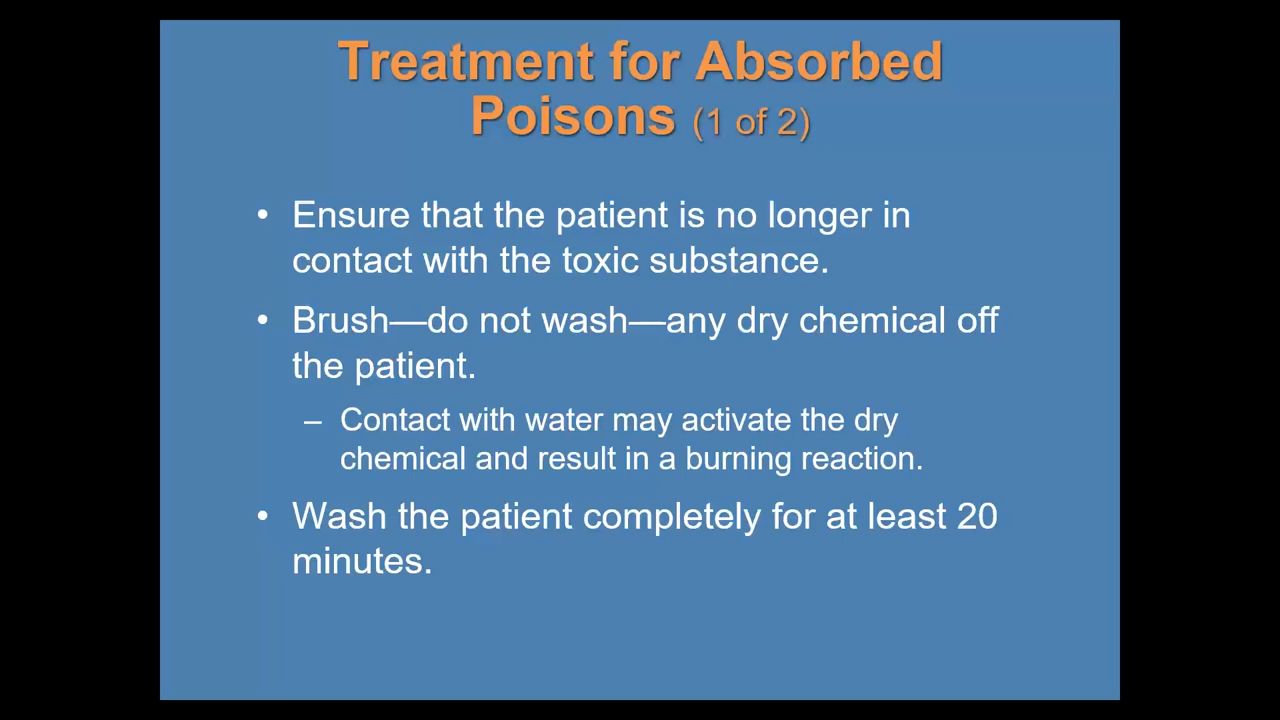 Treatment for Absorbed
Poisons (1 of 2)
• Ensure that the patient is no longer in
contact with the toxic substance.
• Brush—do not wash—any dry chemical off
the patient.
– Contact with water may activate the dry
chemical and result in a burning reaction.
• Wash the patient completely for at least 20
minutes.